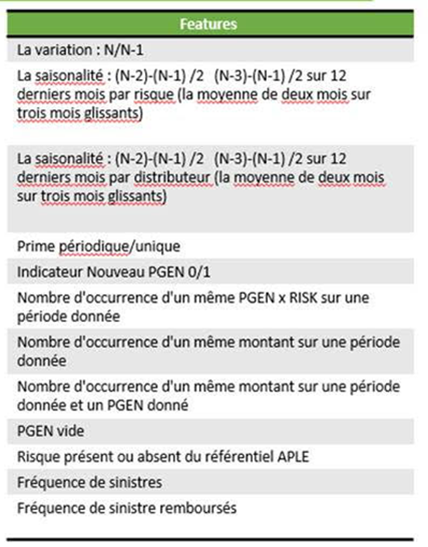 Features
La variation : N/N-1
La saisonalité : (N-2)-(N-1) /2 (N-3)-(N-1) /2 sur 12
derniers mois par risque (la moyenne de deux mois sur
trois mois glissants)
La saisonalité : (N-2)-(N-1) /2 (N-3)-(N-1) /2 sur 12
derniers mois par distributeur (la moyenne de deux mois
sur trois mois glissants)
Prime périodique/unique
Indicateur Nouveau PGEN 0/1
Nombre d'occurrence d'un même PGEN x RISK sur une
période donnée
Nombre d'occurrence d'un même montant sur une période
donnée
Nombre d'occurrence d'un même montant sur une période
donnée et un PGEN donné
PGEN vide
Risque présent ou absent du référentiel APLE
Fréquence de sinistres
Fréquence de sinistre remboursés